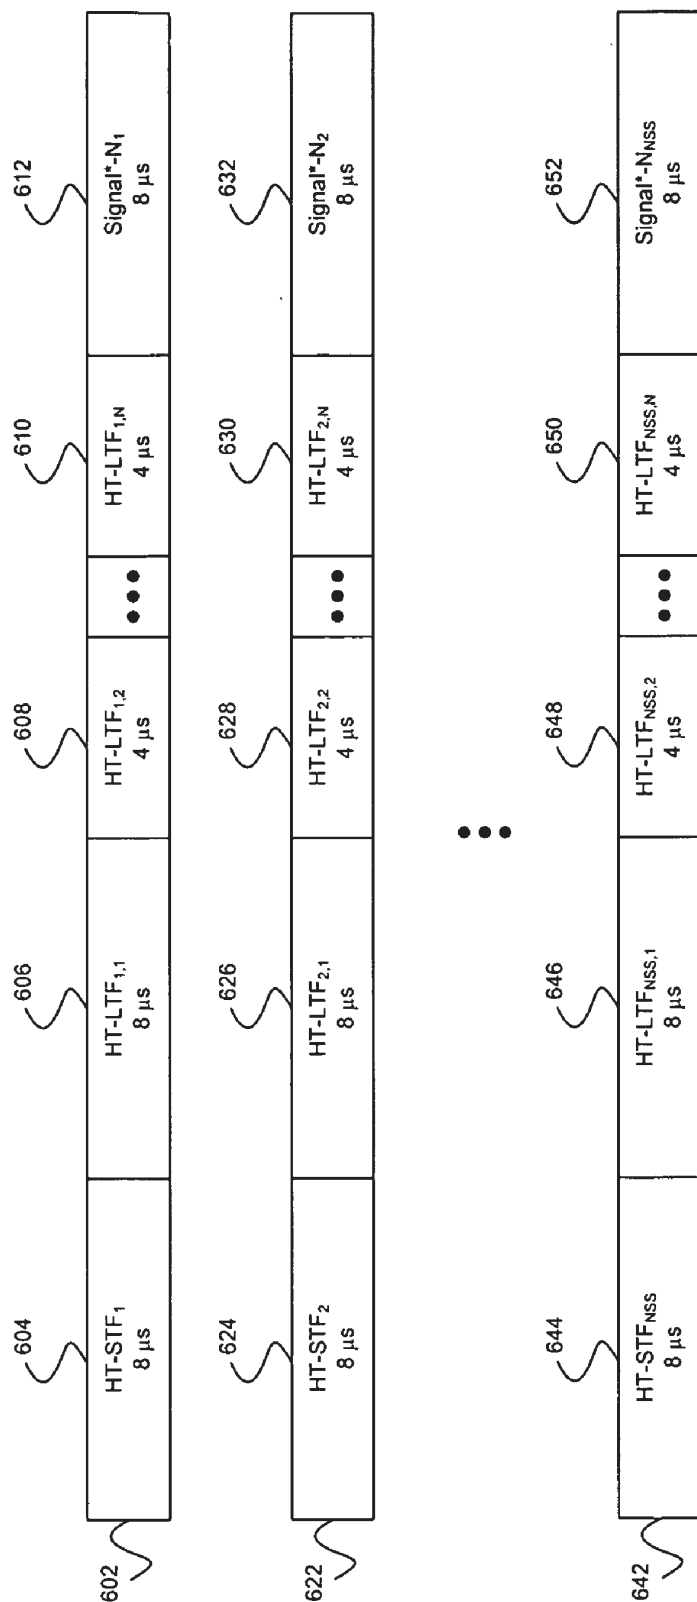 602
604
HT-STF₁
8 μs
606
HT-LTF₁,₁
8 μs
608
HT-LTF₁,₂
4 μs
610
HT-LTF₁,N
4 μs
612
Signal*-N₁
8 μs
622
624
HT-STF₂
8 μs
626
HT-LTF₂,₁
8 μs
628
HT-LTF₂,₂
4 μs
630
HT-LTF₂,N
4 μs
632
Signal*-N₂
8 μs
642
644
HT-STFNSS
8 μs
646
HT-LTFNSS,1
8 μs
648
HT-LTFNSS,2
4 μs
650
HT-LTFNSS,N
4 μs
652
Signal*-NNSS
8 μs